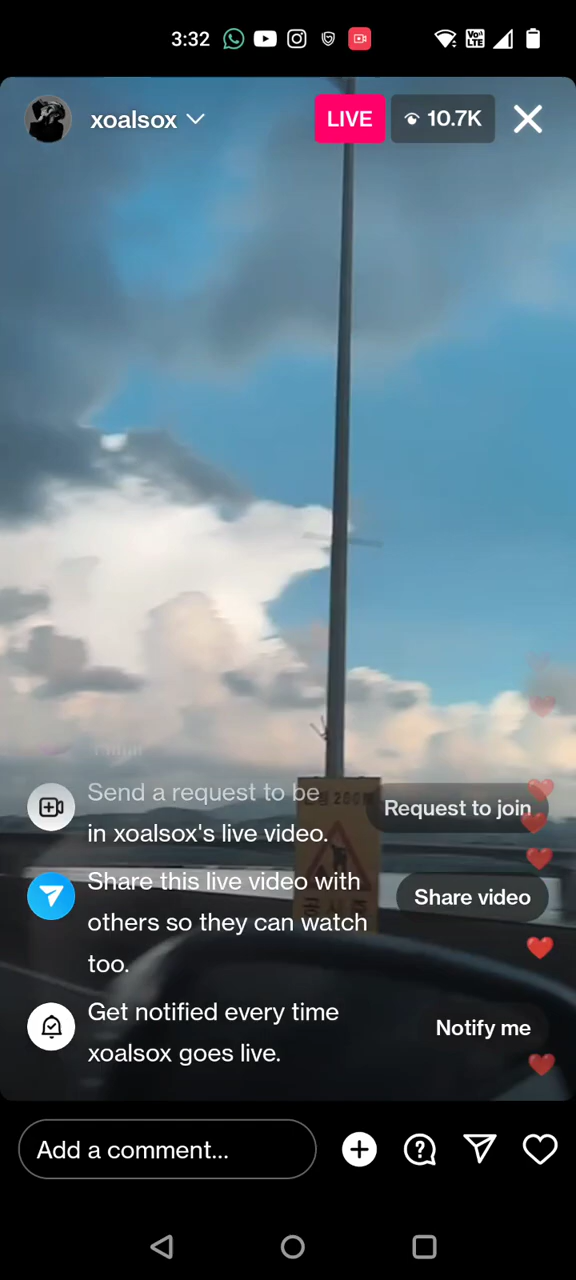 3:32
VoLTE
xoalsox
LIVE
10.7K
Send a request to be
in xoalsox's live video.
Request to join
200
Share this live video with
others so they can watch
too.
Share video
Get notified every time
xoalsox goes live.
Notify me
Add a comment...